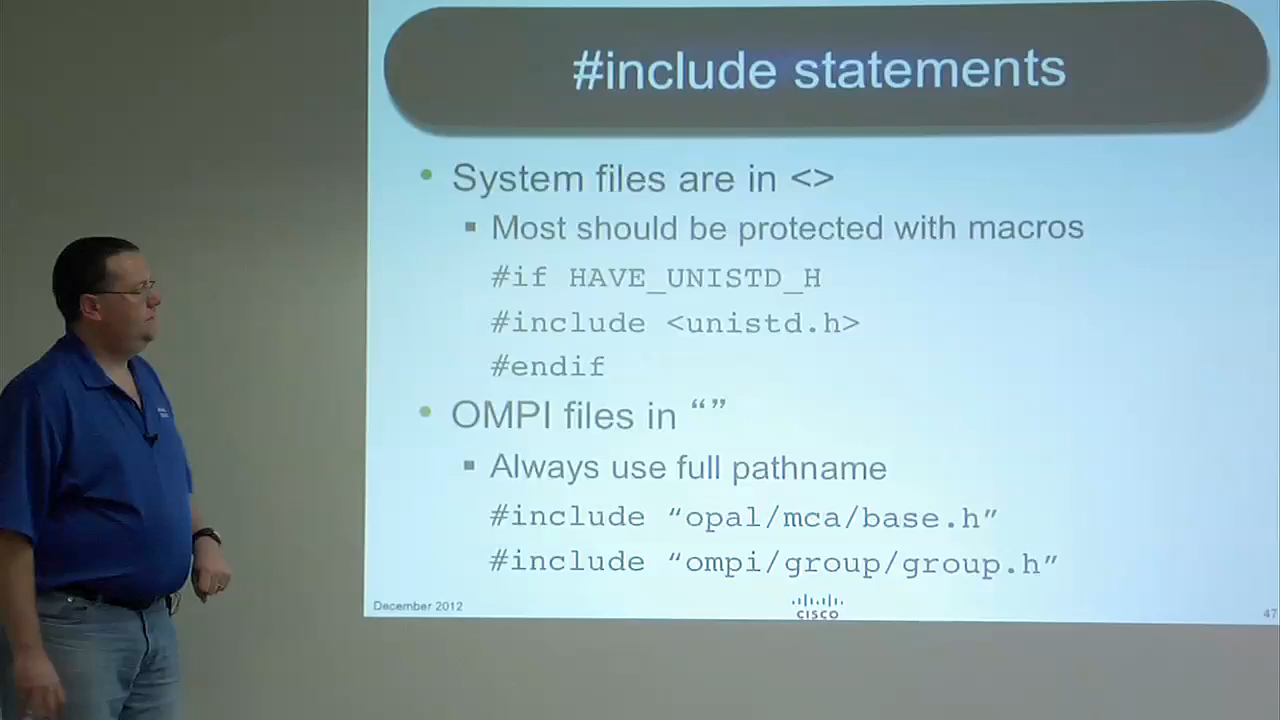 #include statements
• System files are in <>
▪ Most should be protected with macros
#if HAVE_UNISTD_H
#include <unistd.h>
#endif
• OMPI files in “”
▪ Always use full pathname
#include “opal/mca/base.h”
#include “ompi/group/group.h”
December 2012
CISCO
47